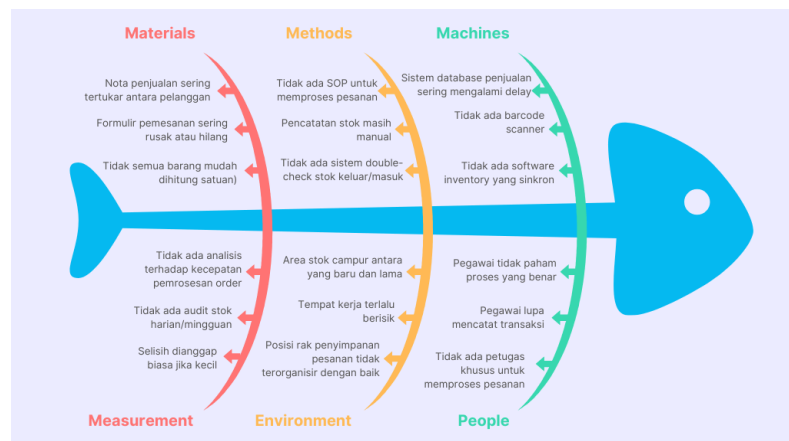 Materials
Nota penjualan sering
tertukar antara pelanggan
Formulir pemesanan sering
rusak atau hilang
Tidak semua barang mudah
dihitung satuan)
Methods
Tidak ada SOP untuk
memproses pesanan
Pencatatan stok masih
manual
Tidak ada sistem double-
check stok keluar/masuk
Machines
Sistem database penjualan
sering mengalami delay
Tidak ada barcode
scanner
Tidak ada software
inventory yang sinkron
Tidak ada analisis
terhadap kecepatan
pemrosesan order
Tidak ada audit stok
harian/mingguan
Selisih dianggap
biasa jika kecil
Measurement
Area stok campur antara
yang baru dan lama
Tempat kerja terlalu
berisik
Posisi rak penyimpanan
pesanan tidak
terorganisir dengan baik
Environment
Pegawai tidak paham
proses yang benar
Pegawai lupa
mencatat transaksi
Tidak ada petugas
khusus untuk
memproses pesanan
People